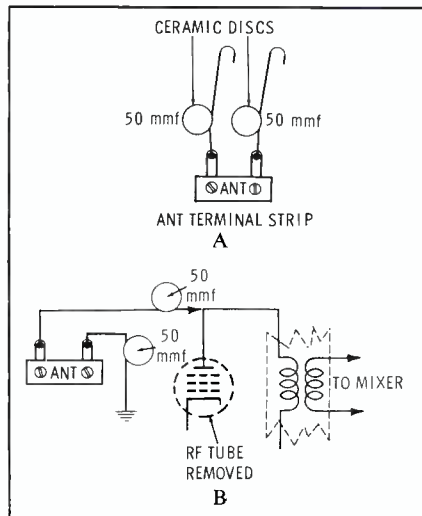 CERAMIC DISCS
50 mmf
50 mmf
ANT
ANT TERMINAL STRIP
A
50
mmf
50
mmf
ANT
TO MIXER
RF TUBE
REMOVED
B